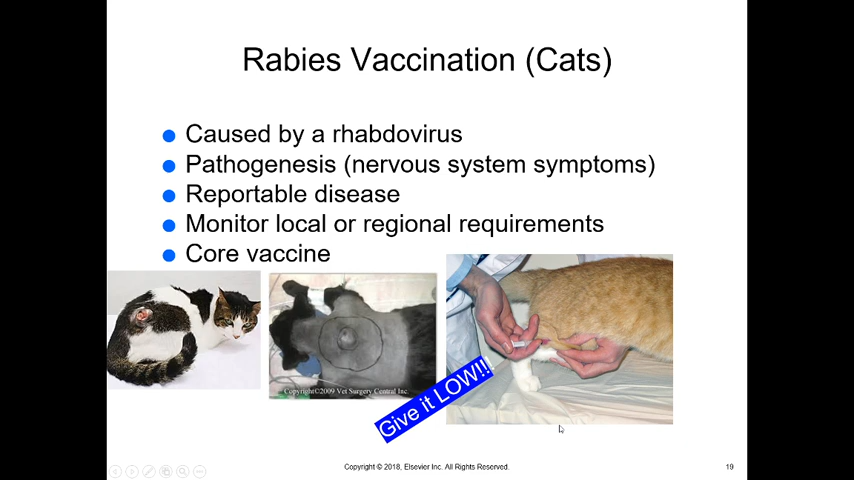 Rabies Vaccination (Cats)
Caused by a rhabdovirus
Pathogenesis (nervous system symptoms)
Reportable disease
Monitor local or regional requirements
Core vaccine
Copyright©2009 Vet Surgery Central Inc.
Give it LOW!!
Copyright © 2018, Elsevier Inc. All Rights Reserved.
19